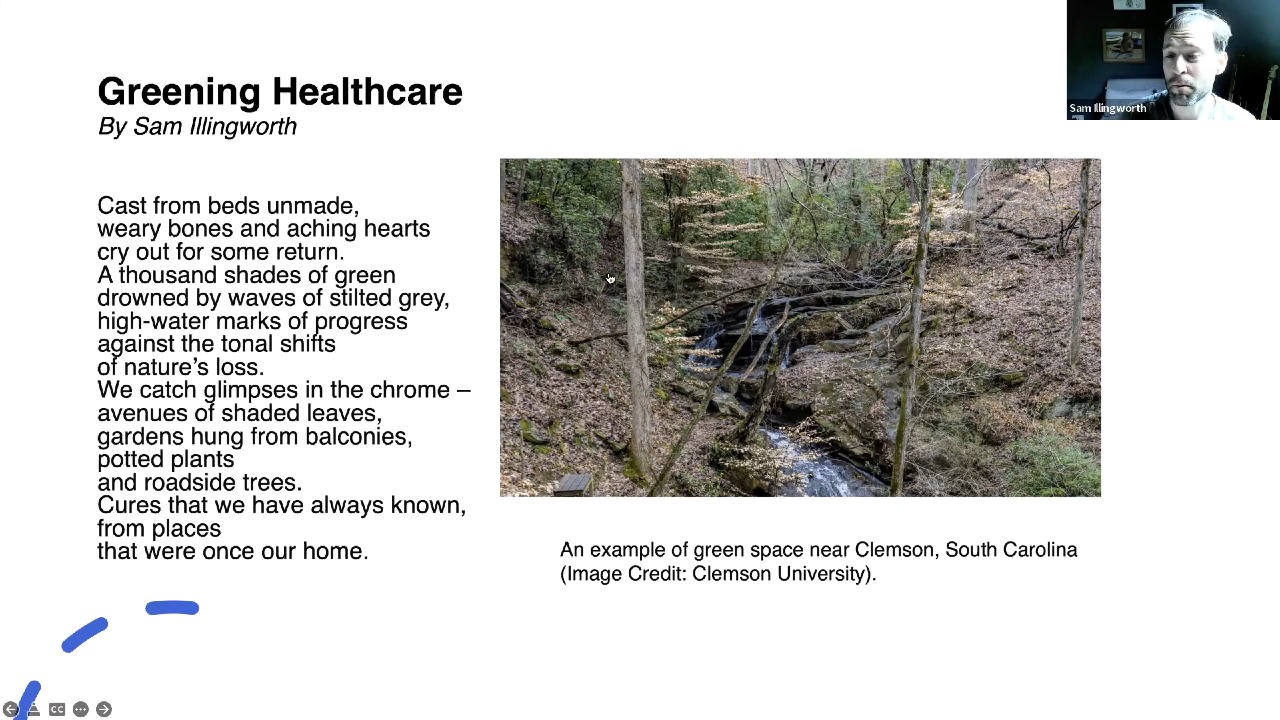 Greening Healthcare
By Sam Illingworth
Cast from beds unmade,
weary bones and aching hearts
cry out for some return.
A thousand shades of green
drowned by waves of stilted grey,
high-water marks of progress
against the tonal shifts
of nature’s loss.
We catch glimpses in the chrome –
avenues of shaded leaves,
gardens hung from balconies,
potted plants
and roadside trees.
Cures that we have always known,
from places
that were once our home.
An example of green space near Clemson, South Carolina
(Image Credit: Clemson University).
Sam Illingworth
CC